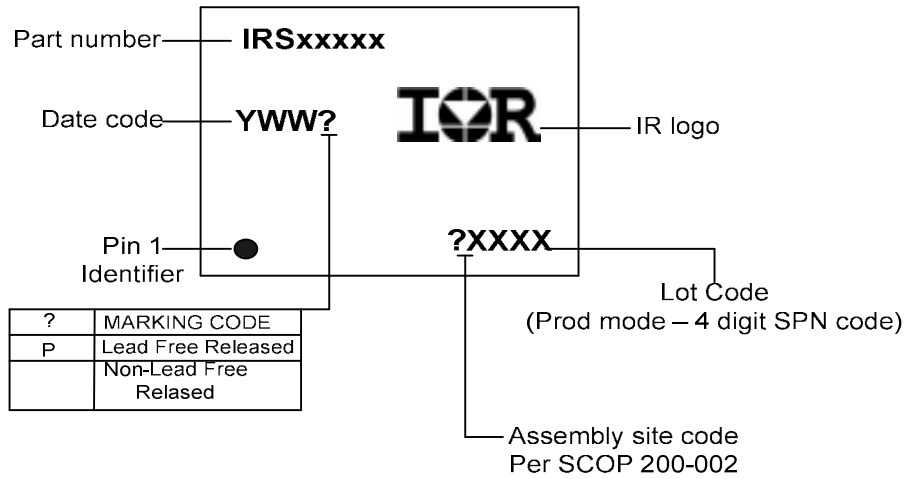 Part number
IRSxxxxx
Date code
YWW?
IOR
IR logo
Pin 1
Identifier
?XXXX
Lot Code
(Prod mode – 4 digit SPN code)
? MARKING CODE
P Lead Free Released
Non-Lead Free
Relased
Assembly site code
Per SCOP 200-002